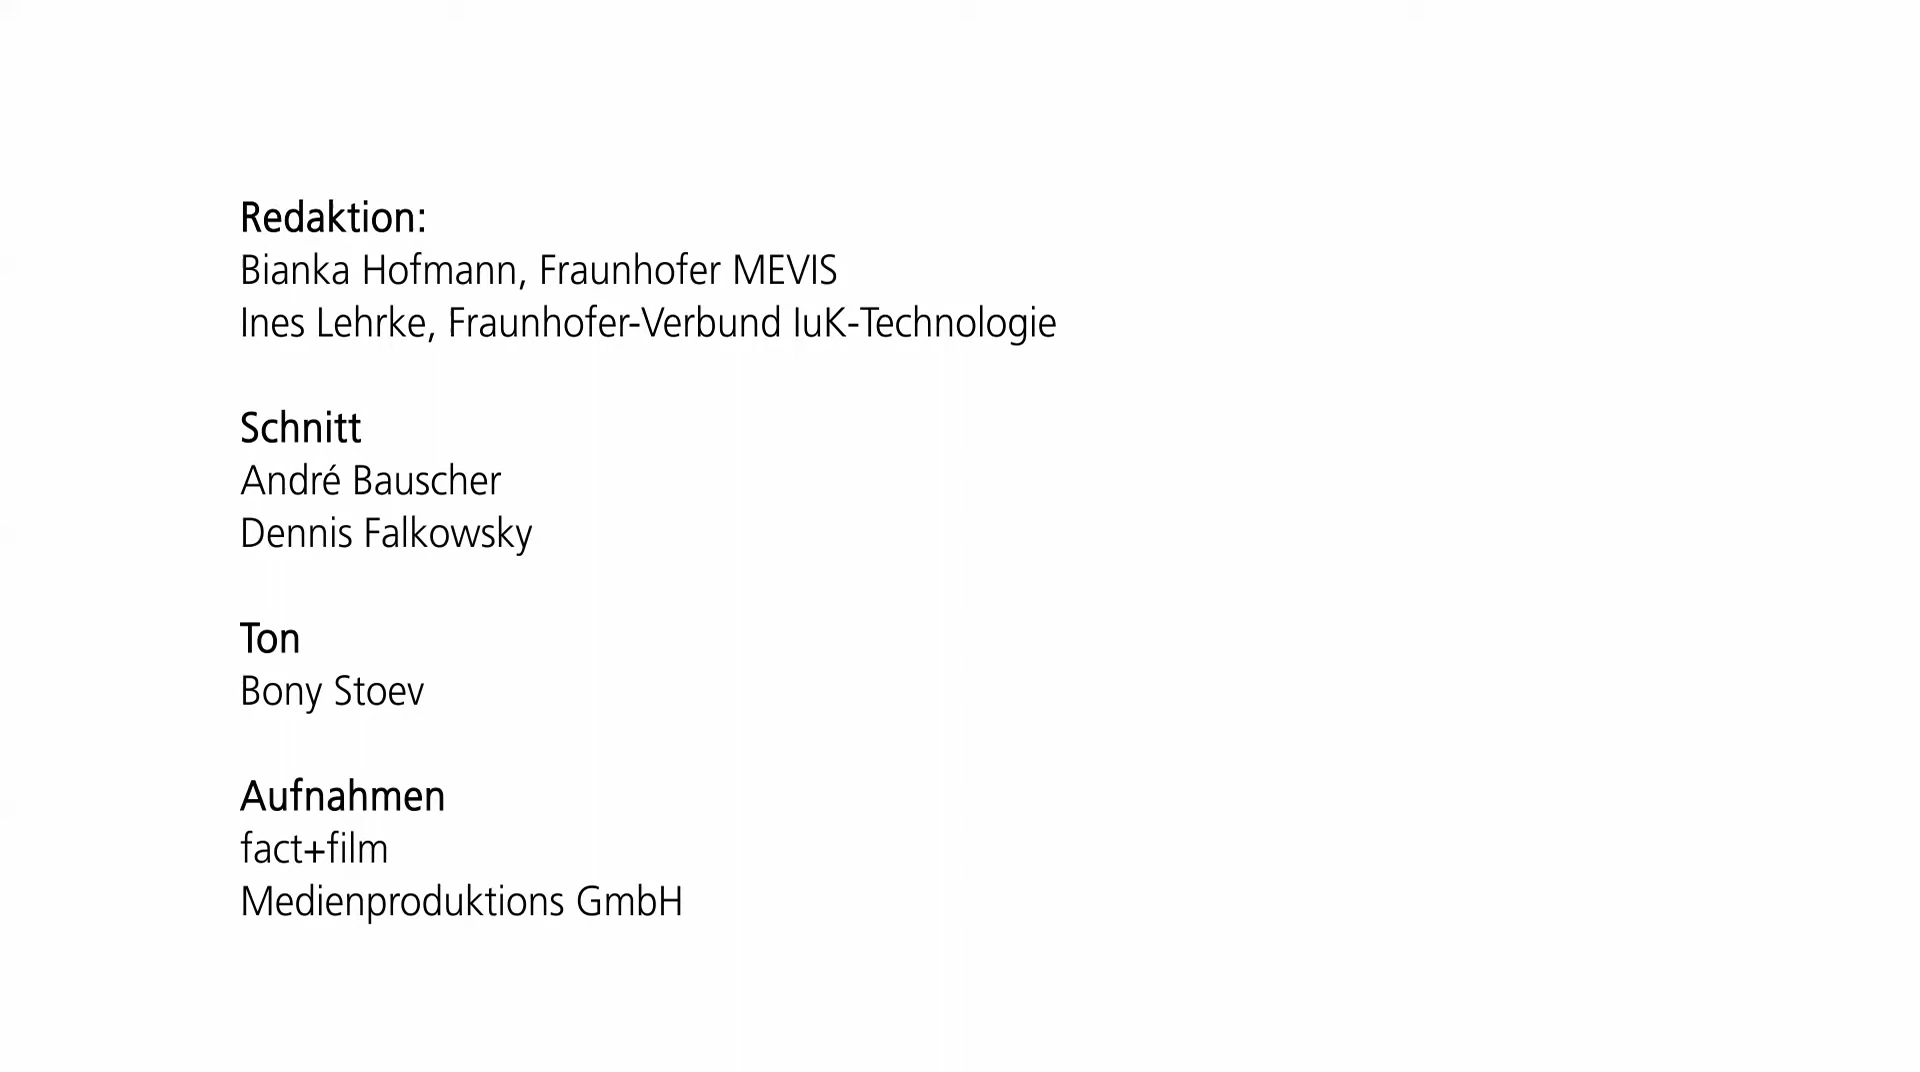 Redaktion:
Bianka Hofmann, Fraunhofer MEVIS
Ines Lehrke, Fraunhofer-Verbund IuK-Technologie
Schnitt
André Bauscher
Dennis Falkowsky
Ton
Bony Stoev
Aufnahmen
fact+film
Medienproduktions GmbH